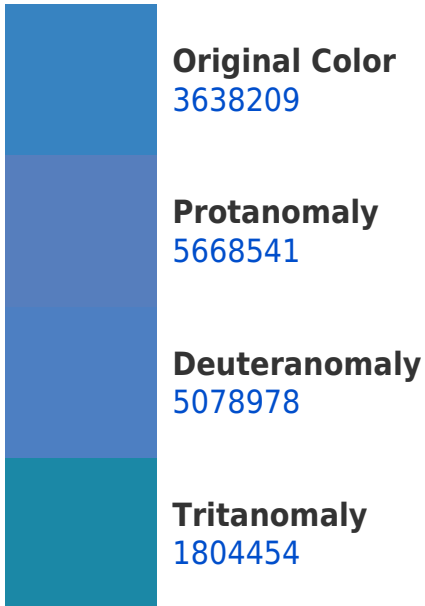 Original Color
3638209
Protanomaly
5668541
Deuteranomaly
5078978
Tritanomaly
1804454